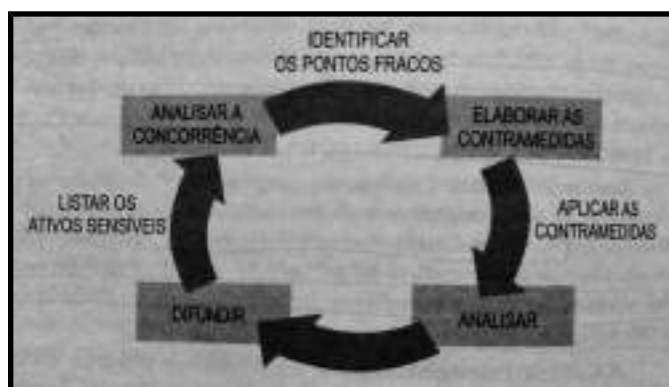 IDENTIFICAR
OS PONTOS FRACOS
ANALISAR A
CONCORRÊNCIA
ELABORAR AS
CONTRAMEDIDAS
LISTAR OS
ATIVOS SENSÍVEIS
APLICAR AS
CONTRAMEDIDAS
DIFUNDIR
ANALISAR